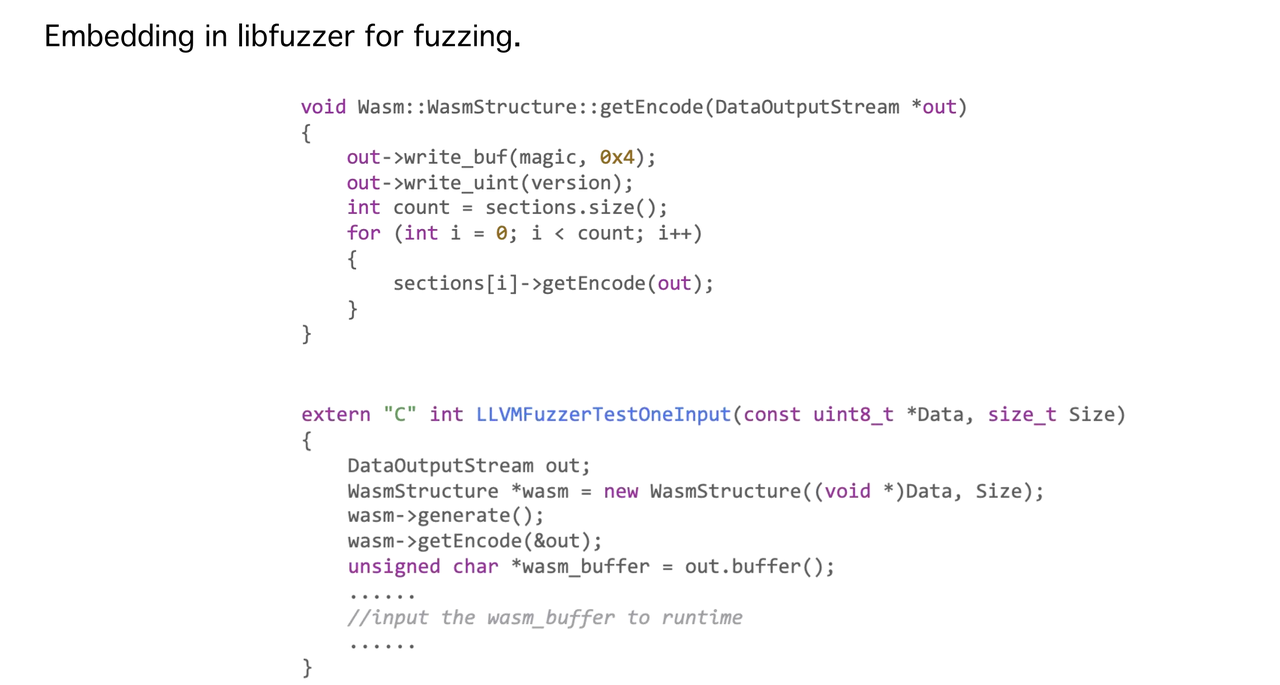 Embedding in libfuzzer for fuzzing.
void Wasm::WasmStructure::getEncode(DataOutputStream *out)
{
    out->write_buf(magic, 0x4);
    out->write_uint(version);
    int count = sections.size();
    for (int i = 0; i < count; i++)
    {
        sections[i]->getEncode(out);
    }
}
extern "C" int LLVMFuzzerTestOneInput(const uint8_t *Data, size_t Size)
{
    DataOutputStream out;
    WasmStructure *wasm = new WasmStructure((void *)Data, Size);
    wasm->generate();
    wasm->getEncode(&out);
    unsigned char *wasm_buffer = out.buffer();
    ......
    //input the wasm_buffer to runtime
    ......
}